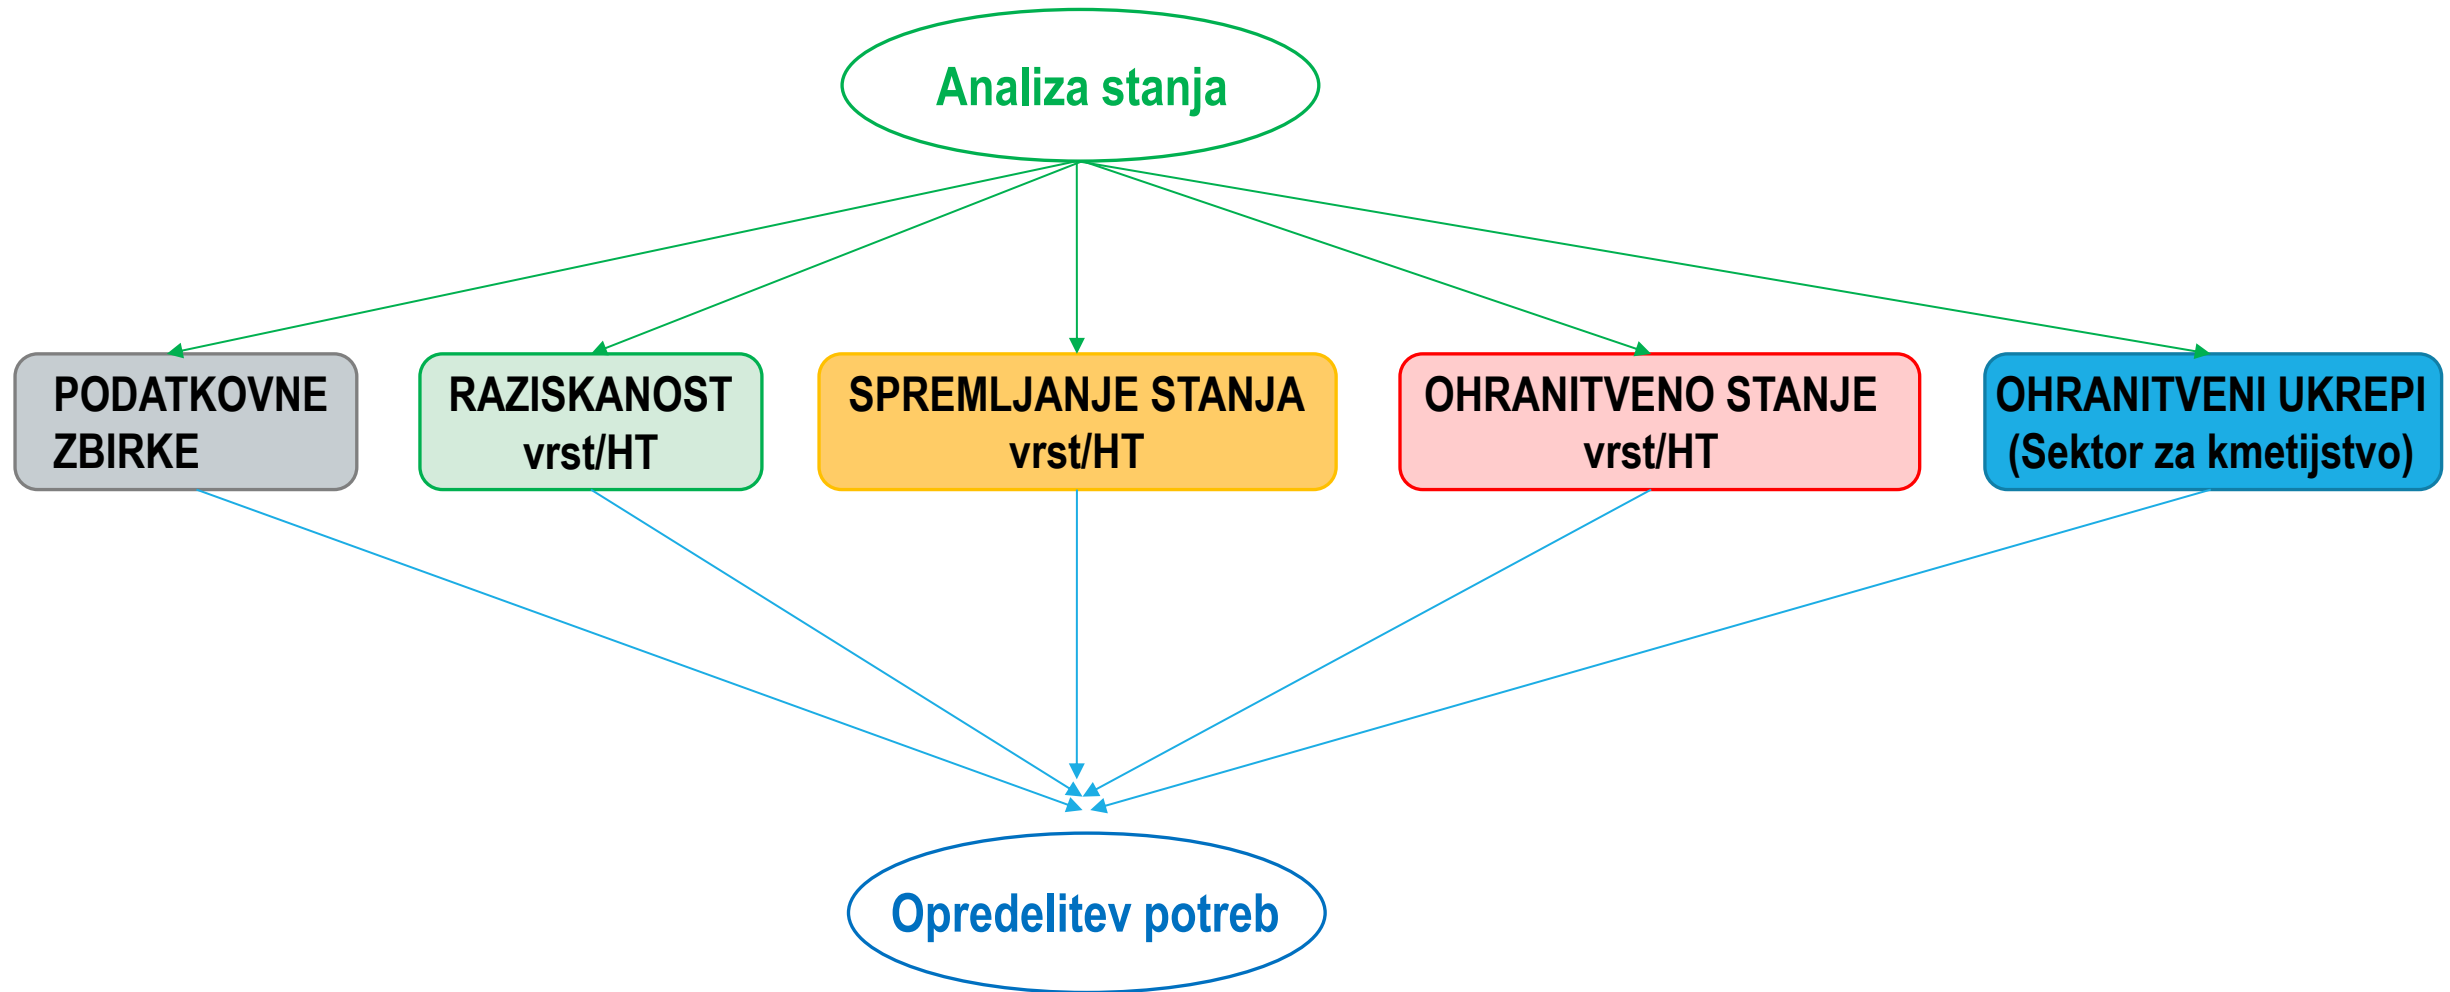 Analiza stanja
PODATKOVNE
ZBIRKE
RAZISKANOST
vrst/HT
SPREMLJANJE STANJA
vrst/HT
OHRANITVENO STANJE
vrst/HT
OHRANITVENI UKREPI
(Sektor za kmetijstvo)
Opredelitev potreb